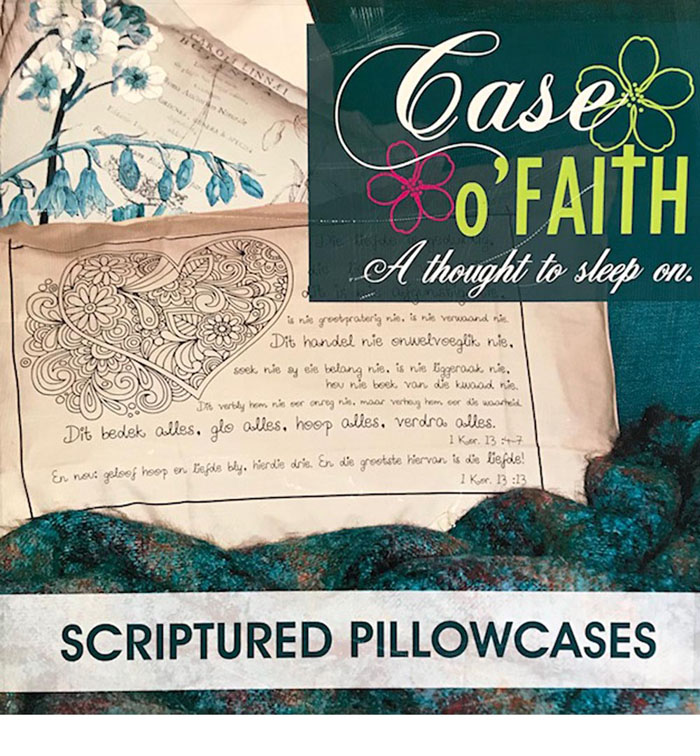 CAROLI LINNÆI
Case
o'FAITH
A thought to sleep on.
is nie grootpraterig nie, is nie verwaand nie.
Dit handel nie onwelvoeglik nie,
soek nie sy eie belang nie, is nie liggeraak nie,
hou nie boek van die kwaad nie.
Dit verbly hom nie oor onreg nie, maar verheug hom oor die waarheid.
Dit bedek alles, glo alles, hoop alles, verdra alles.
1 Kor. 13 :4-7
En nou: geloof hoop en liefde bly, hierdie drie. En die grootste hiervan is die liefde!
1 Kor. 13 :13
SCRIPTURED PILLOWCASES